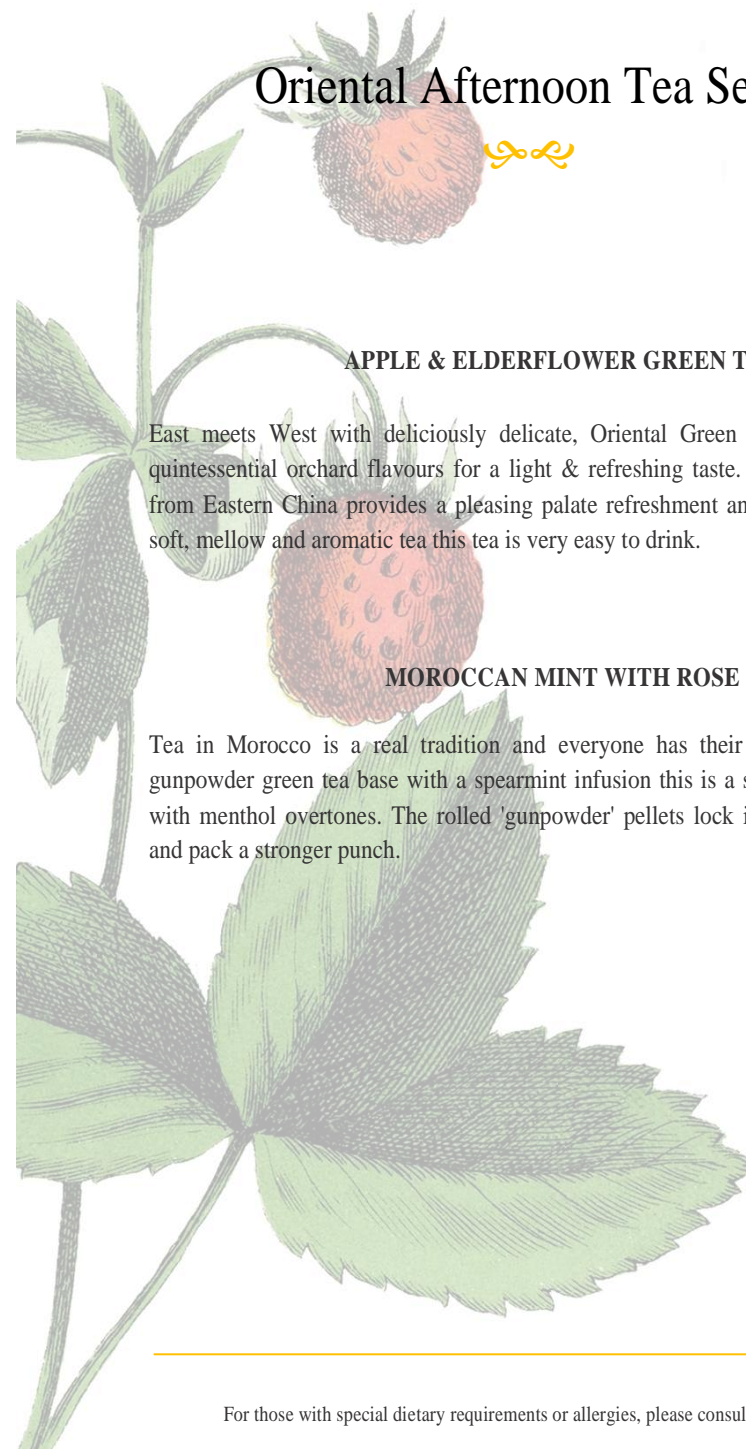 Oriental Afternoon Tea Se
APPLE & ELDERFLOWER GREEN T
East meets West with deliciously delicate, Oriental Green
quintessential orchard flavours for a light & refreshing taste.
from Eastern China provides a pleasing palate refreshment an
soft, mellow and aromatic tea this tea is very easy to drink.
MOROCCAN MINT WITH ROSE
Tea in Morocco is a real tradition and everyone has their
gunpowder green tea base with a spearmint infusion this is a s
with menthol overtones. The rolled 'gunpowder' pellets lock i
and pack a stronger punch.
For those with special dietary requirements or allergies, please consul